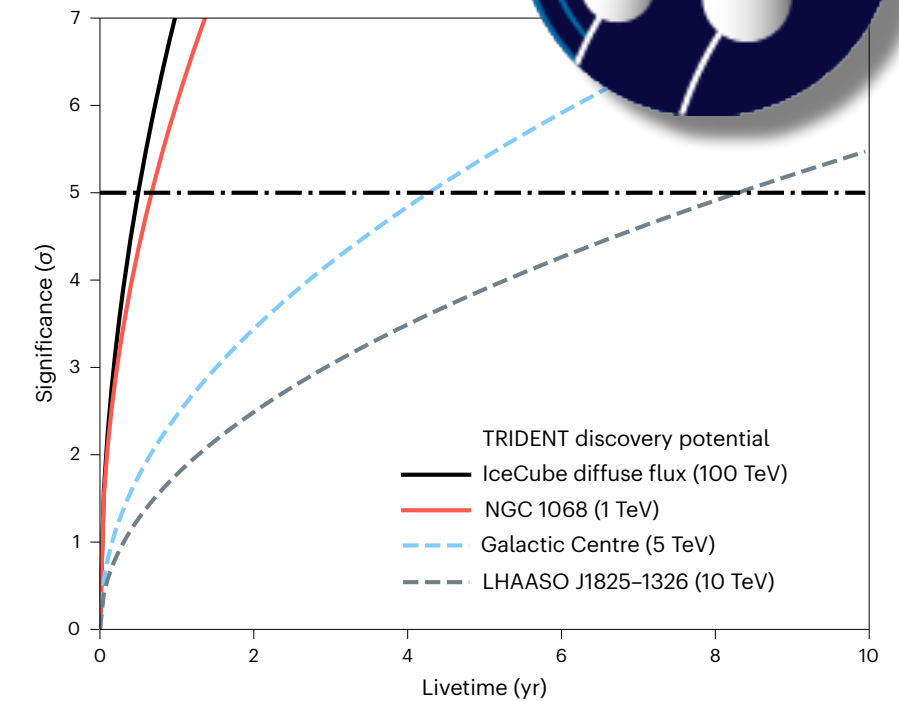 7
6
5
4
3
2
1
0
Significance (σ)
TRIDENT discovery potential
IceCube diffuse flux (100 TeV)
NGC 1068 (1 TeV)
Galactic Centre (5 TeV)
LHAASO J1825–1326 (10 TeV)
0 2 4 6 8 10
Livetime (yr)